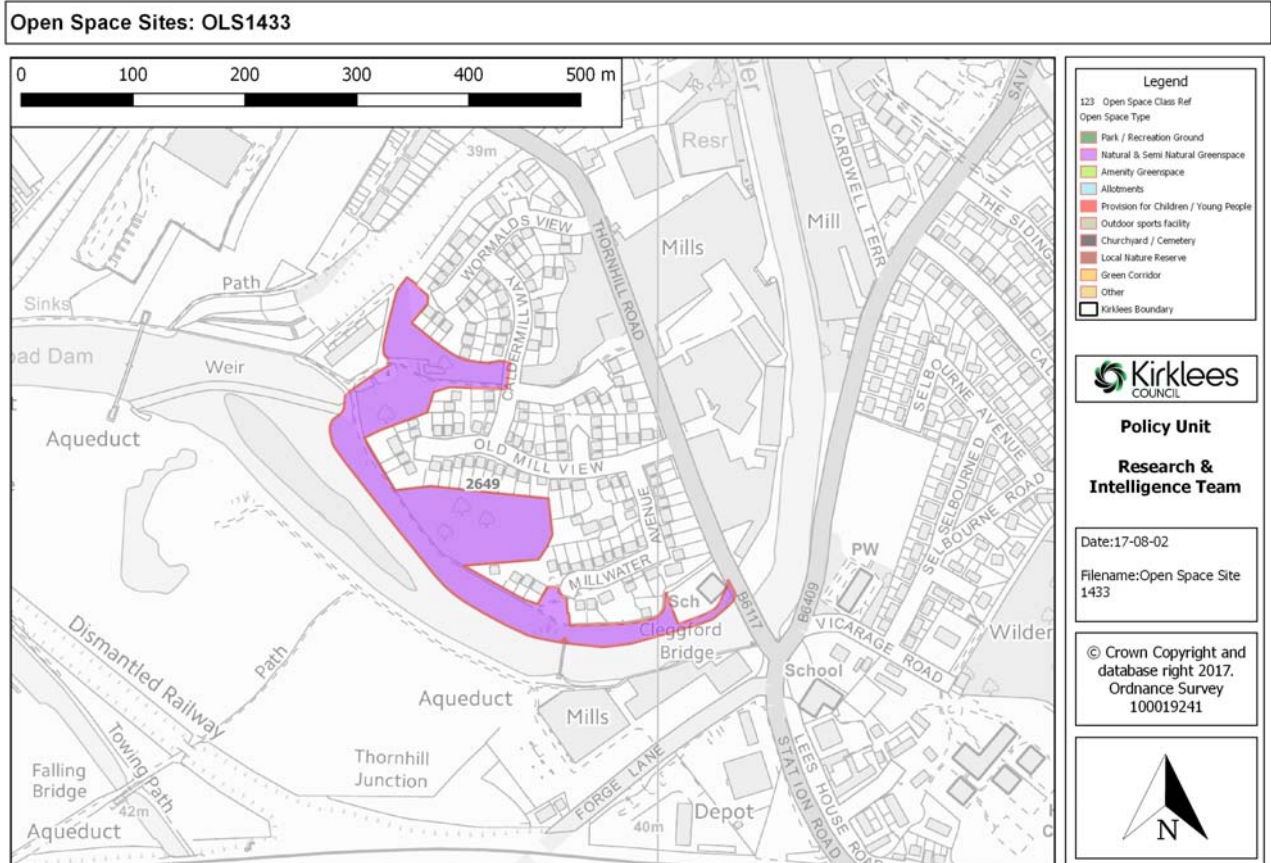 Open Space Sites: OLS1433
0 100 200 300 400 500 m
39m
Resr
WORMALDS VIEW
THORNHILL ROAD
Mills
Mill
CARDWELL TERR
THE SIDING
Path
CALDERMILL WAY
Sinks
oad Dam
Weir
Aqueduct
OLD MILL VIEW
2649
AVENUE
MILLWATER
SELBOURNE AVENUE
SELBOURNE D
SELBOURNE ROAD
PW
Sch
B6117
B6409
Cleggford
Bridge
VICARAGE ROAD
Wilder
School
Dismantled Railway
Path
Aqueduct
Mills
Towing Path
Thornhill
Junction
FORGE LANE
STATION ROAD
LEES HOUSE ROAD
Falling
Bridge
42m
Aqueduct
40m
Depot
Legend
123 Open Space Class Ref
Open Space Type
Park / Recreation Ground
Natural & Semi Natural Greenspace
Amenity Greenspace
Allotments
Provision for Children / Young People
Outdoor sports facility
Churchyard / Cemetery
Local Nature Reserve
Green Corridor
Other
Kirklees Boundary
Kirklees
COUNCIL
Policy Unit
Research &
Intelligence Team
Date:17-08-02
Filename:Open Space Site
1433
© Crown Copyright and
database right 2017.
Ordnance Survey
100019241
N